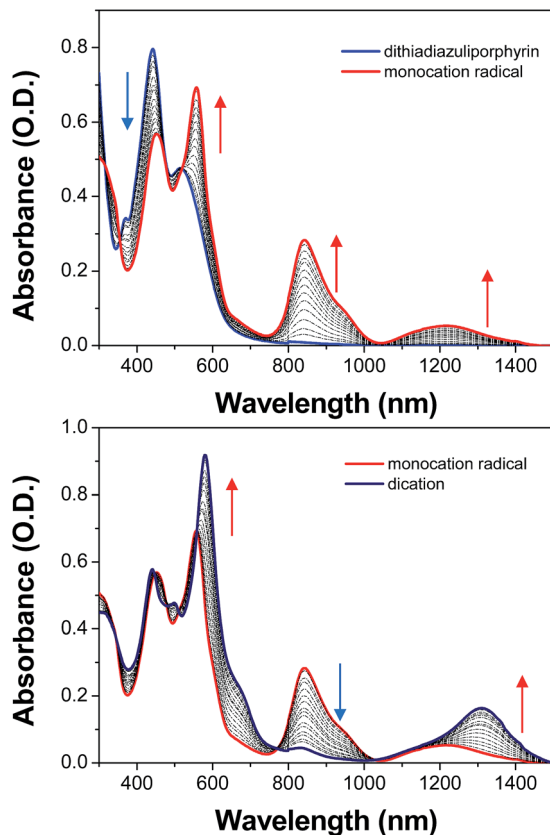 0.8
0.6
0.4
0.2
0.0
Absorbance (O.D.)
dithiadiazuliporphyrin
monocation radical
400 600 800 1000 1200 1400
Wavelength (nm)
1.0
0.8
0.6
0.4
0.2
0.0
Absorbance (O.D.)
monocation radical
dication
400 600 800 1000 1200 1400
Wavelength (nm)